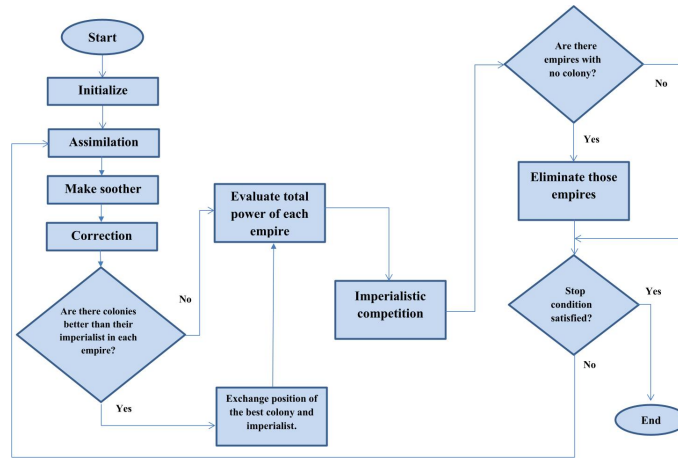 Start
Initialize
Assimilation
Make soother
Correction
Are there colonies
better than their
imperialist in each
empire?
No
Yes
Exchange position of
the best colony and
imperialist.
Evaluate total
power of each
empire
Imperialistic
competition
Are there
empires with
no colony?
No
Yes
Eliminate those
empires
Stop
condition
satisfied?
Yes
No
End